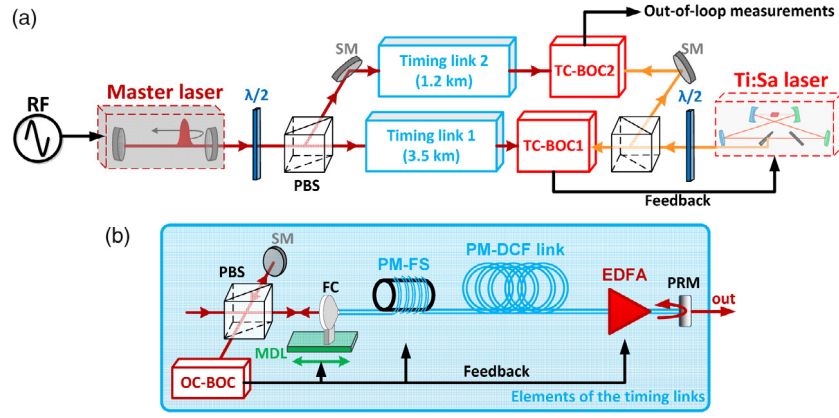 (a)
Out-of-loop measurements
SM
Timing link 2
(1.2 km)
TC-BOC2
SM
Ti:Sa laser
Master laser
λ/2
λ/2
RF
Timing link 1
(3.5 km)
TC-BOC1
PBS
Feedback
(b)
SM
PBS
FC
PM-FS
PM-DCF link
EDFA
PRM
out
MDL
OC-BOC
Feedback
Elements of the timing links